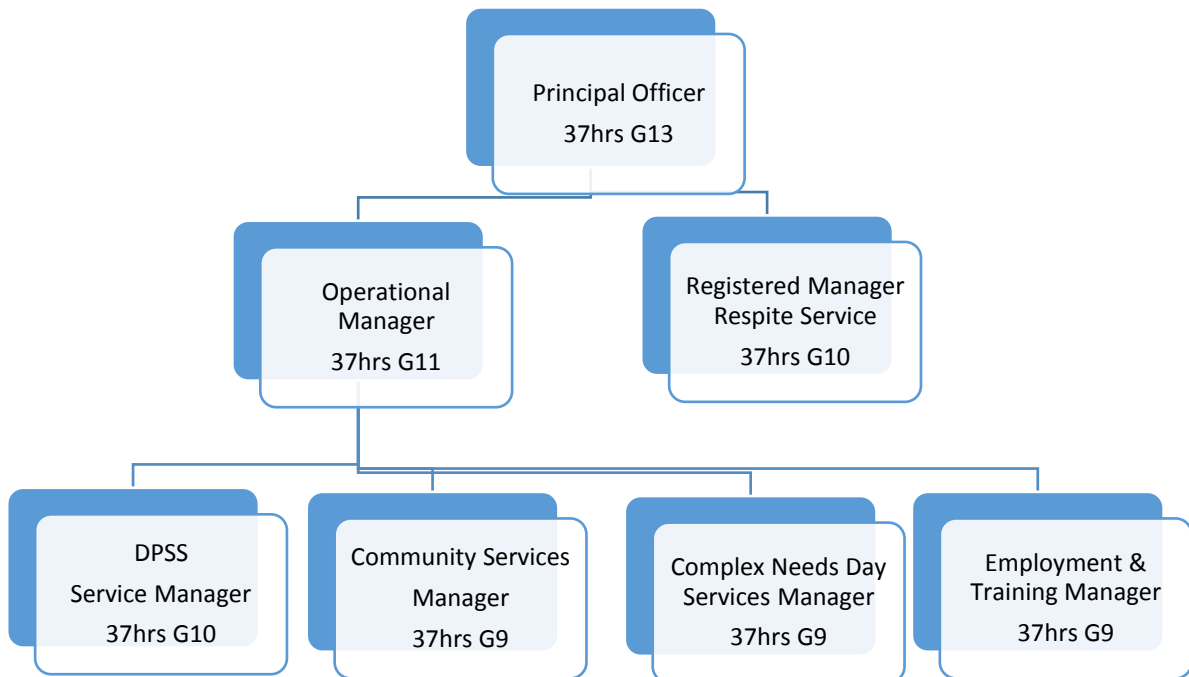 Principal Officer
37hrs G13
Operational
Manager
37hrs G11
Registered Manager
Respite Service
37hrs G10
DPSS
Service Manager
37hrs G10
Community Services
Manager
37hrs G9
Complex Needs Day
Services Manager
37hrs G9
Employment &
Training Manager
37hrs G9